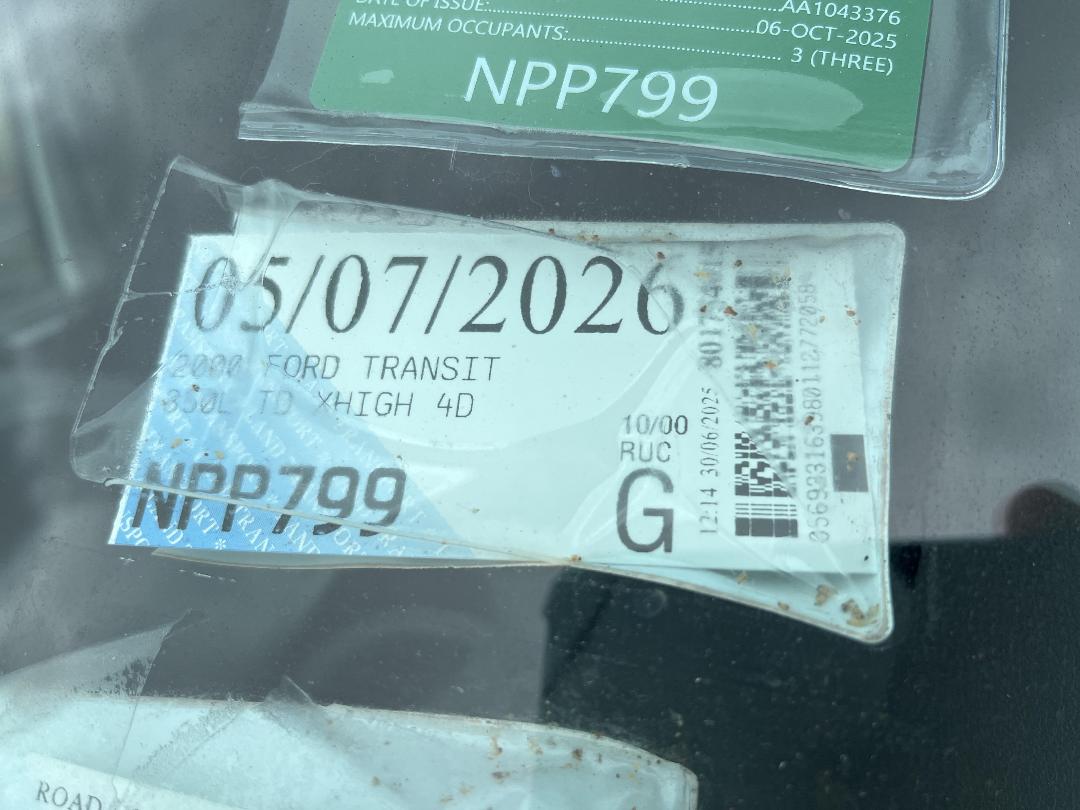 DATE OF ISSUE:..........AA1043376
MAXIMUM OCCUPANTS:..........06-OCT-2025
3 (THREE)
NPP799
05/07/2026
2000 FORD TRANSIT
350L TD XHIGH 4D
NPP799
10/00
RUC
G
12:14 30/06/2025
ROAD